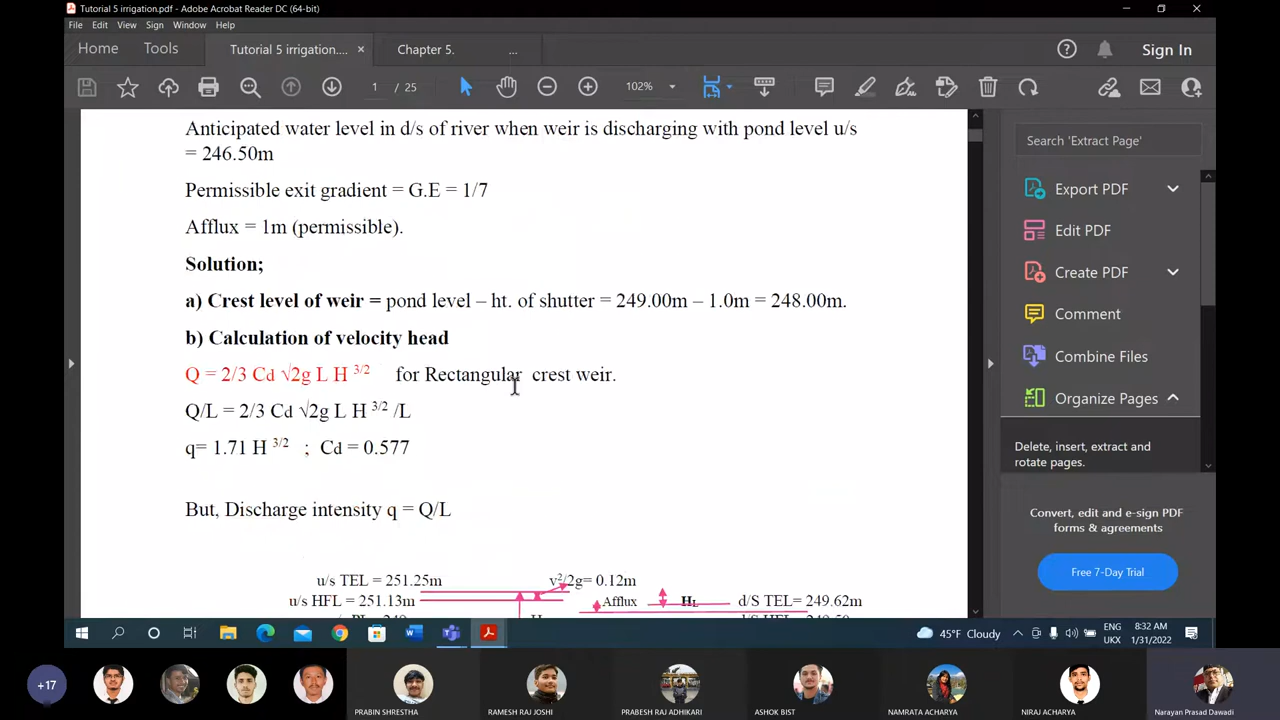 Tutorial 5 irrigation.pdf - Adobe Acrobat Reader DC (64-bit)
File Edit View Sign Window Help
Home Tools Tutorial 5 irrigation.... × Chapter 5. ... Sign In
1 / 25 102%
Anticipated water level in d/s of river when weir is discharging with pond level u/s
= 246.50m
Permissible exit gradient = G.E = 1/7
Afflux = 1m (permissible).
Solution;
a) Crest level of weir = pond level – ht. of shutter = 249.00m – 1.0m = 248.00m.
b) Calculation of velocity head
Q = 2/3 Cd √2g L H 3/2 for Rectangular crest weir.
Q/L = 2/3 Cd √2g L H 3/2 /L
q= 1.71 H 3/2 ; Cd = 0.577
But, Discharge intensity q = Q/L
u/s TEL = 251.25m v2/2g= 0.12m
u/s HFL = 251.13m Afflux HL d/S TEL= 249.62m
Search 'Extract Page'
Export PDF
Edit PDF
Create PDF
Comment
Combine Files
Organize Pages
Delete, insert, extract and
rotate pages.
Convert, edit and e-sign PDF
forms & agreements
Free 7-Day Trial
45°F Cloudy
ENG
UKX
8:32 AM
1/31/2022
+17
PRABIN SHRESTHA
RAMESH RAJ JOSHI
PRABESH RAJ ADHIKARI
ASHOK BIST
NAMRATA ACHARYA
NIRAJ ACHARYA
Narayan Prasad Dawadi